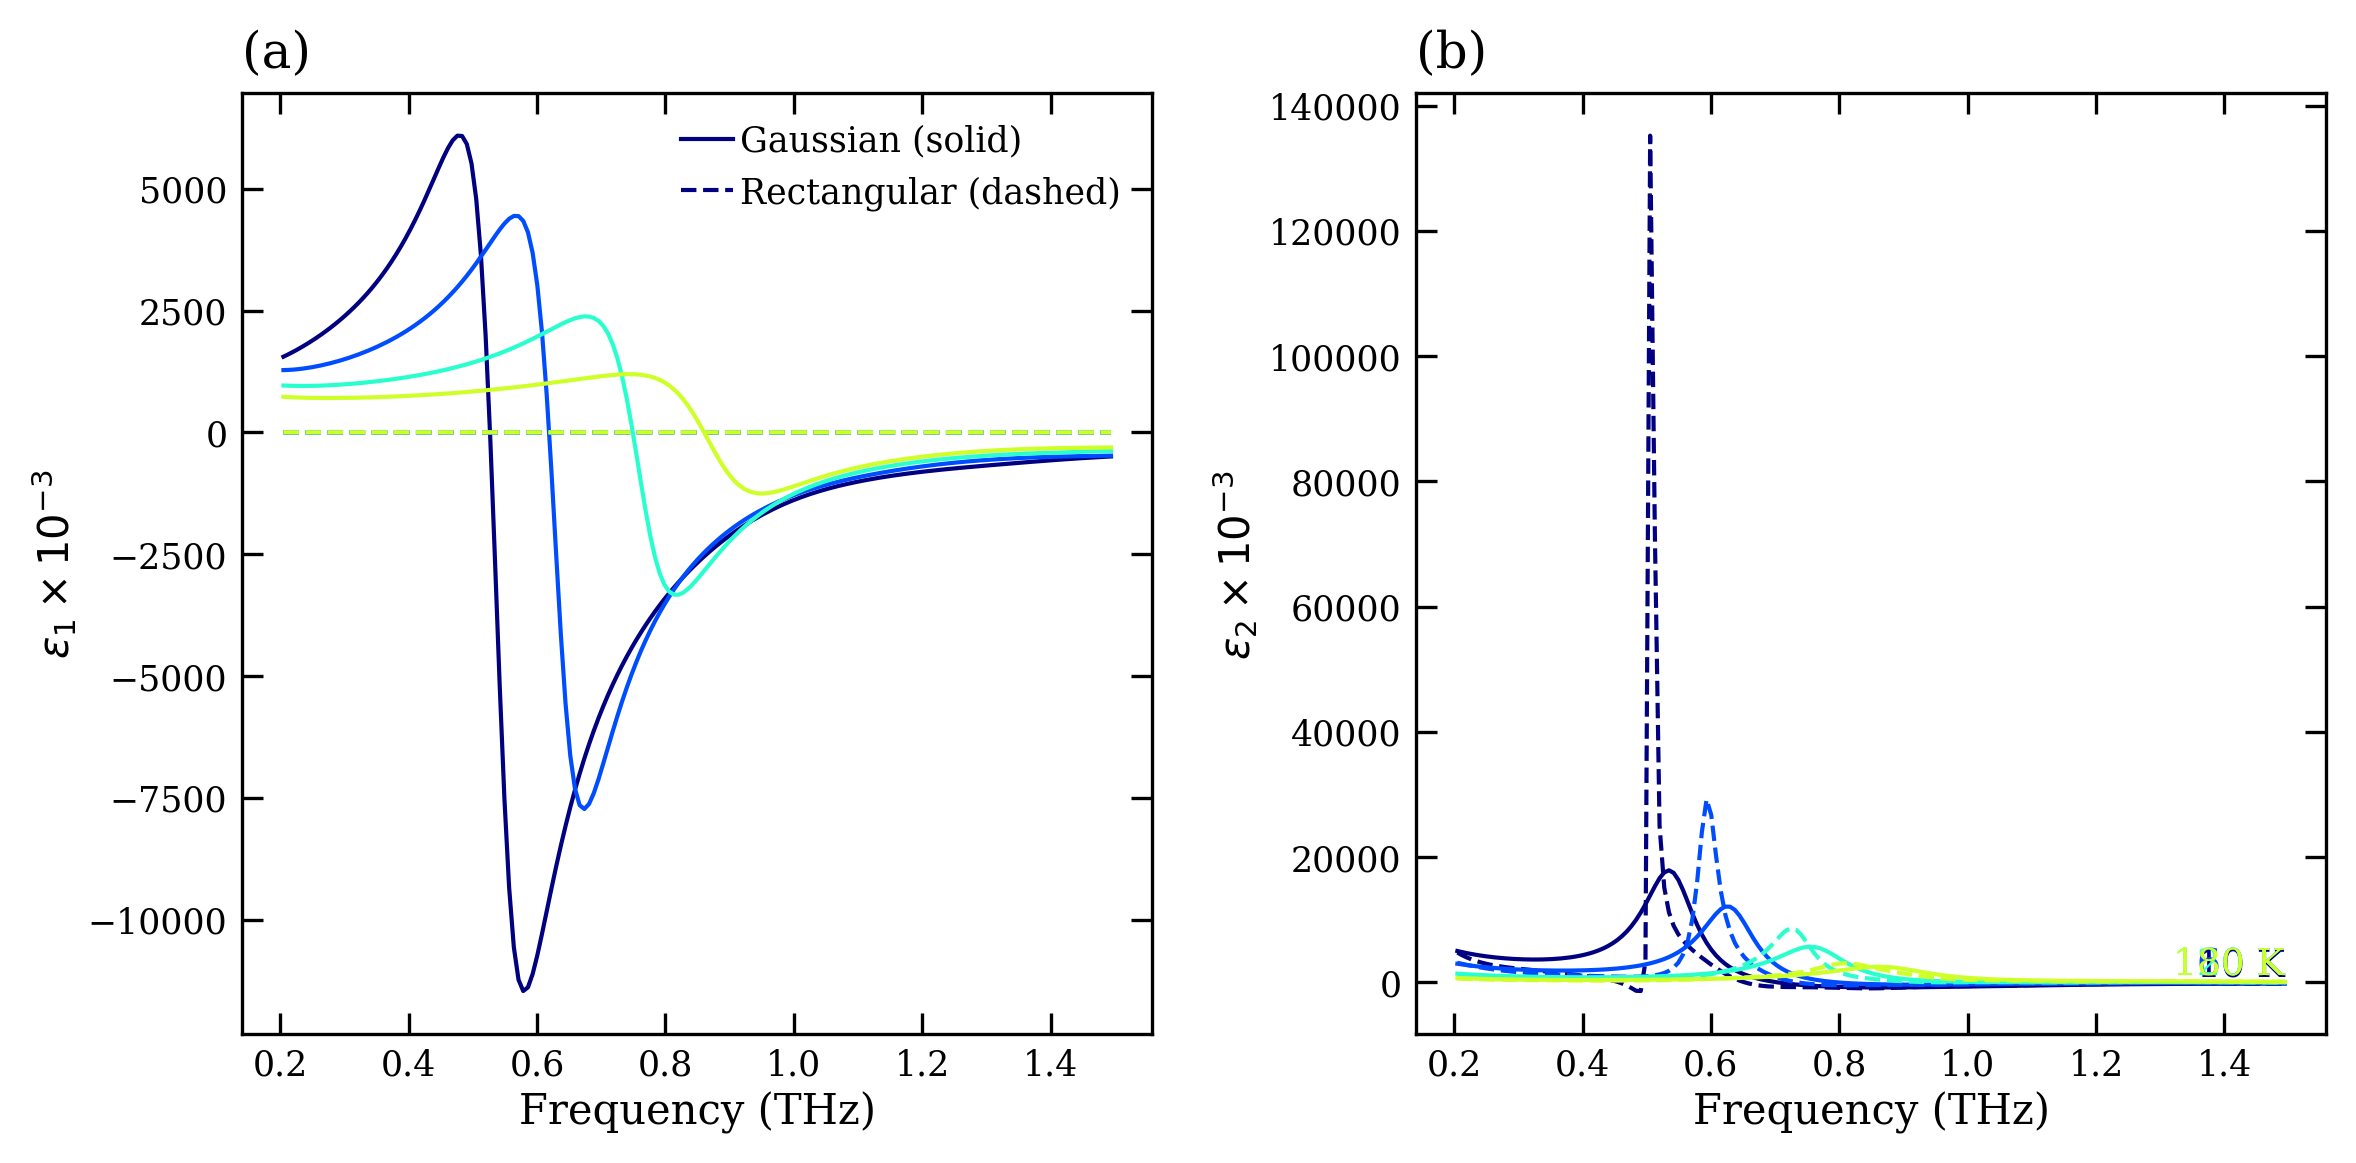 (a)
Gaussian (solid)
Rectangular (dashed)
5000
2500
0
−2500
−5000
−7500
−10000
0.2 0.4 0.6 0.8 1.0 1.2 1.4
Frequency (THz)
ε₁ × 10⁻³
(b)
140000
120000
100000
80000
60000
40000
20000
0
0.2 0.4 0.6 0.8 1.0 1.2 1.4
Frequency (THz)
ε₂ × 10⁻³
K